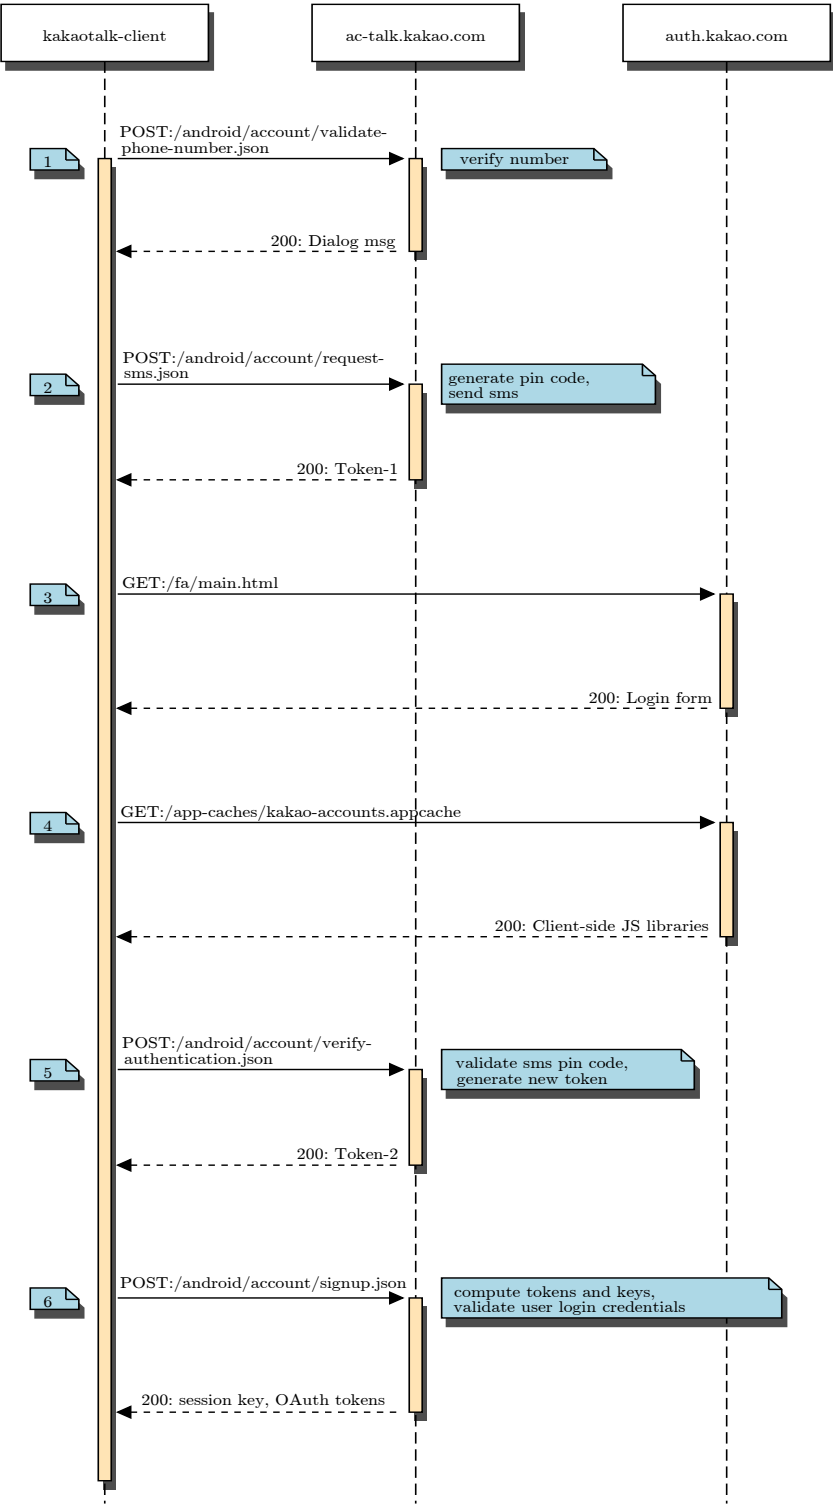 kakaotalk-client
ac-talk.kakao.com
auth.kakao.com
POST:/android/account/validate-
phone-number.json
1
verify number
200: Dialog msg
POST:/android/account/request-
sms.json
2
generate pin code,
send sms
200: Token-1
GET:/fa/main.html
3
200: Login form
GET:/app-caches/kakao-accounts.appcache
4
200: Client-side JS libraries
POST:/android/account/verify-
authentication.json
5
validate sms pin code,
generate new token
200: Token-2
POST:/android/account/signup.json
6
compute tokens and keys,
validate user login credentials
200: session key, OAuth tokens